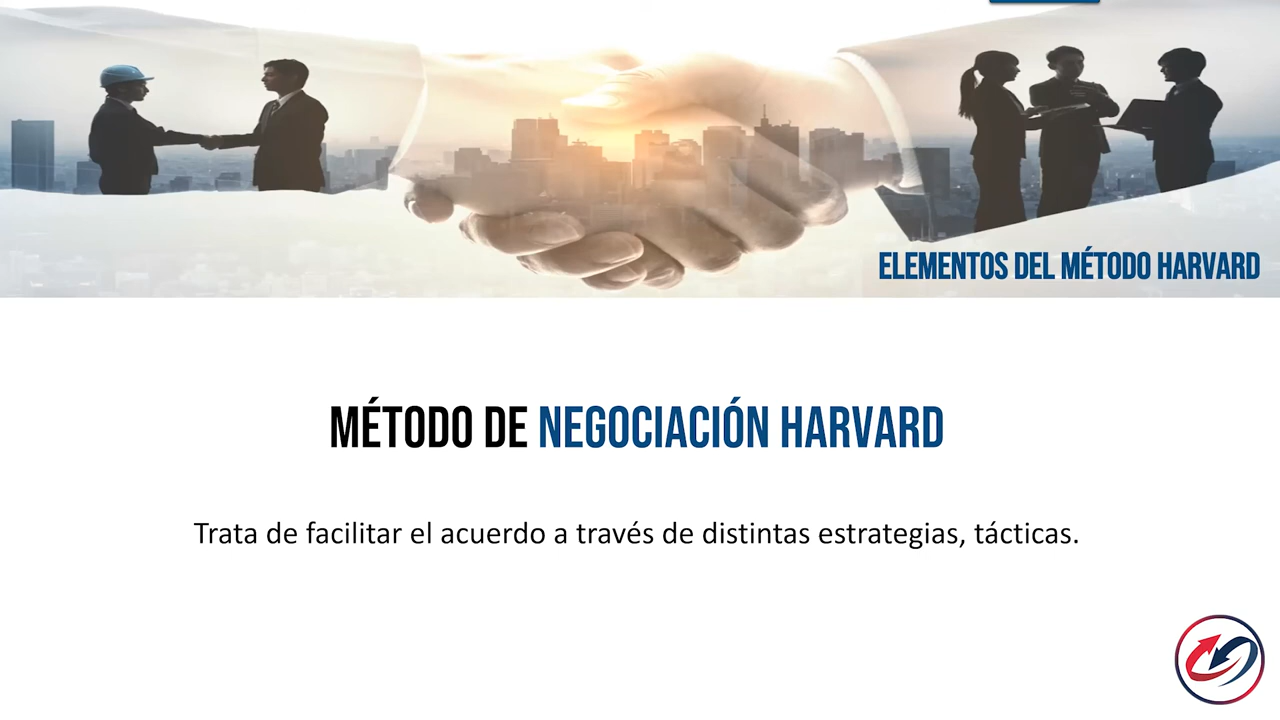 ELEMENTOS DEL MÉTODO HARVARD
MÉTODO DE NEGOCIACIÓN HARVARD
Trata de facilitar el acuerdo a través de distintas estrategias, tácticas.